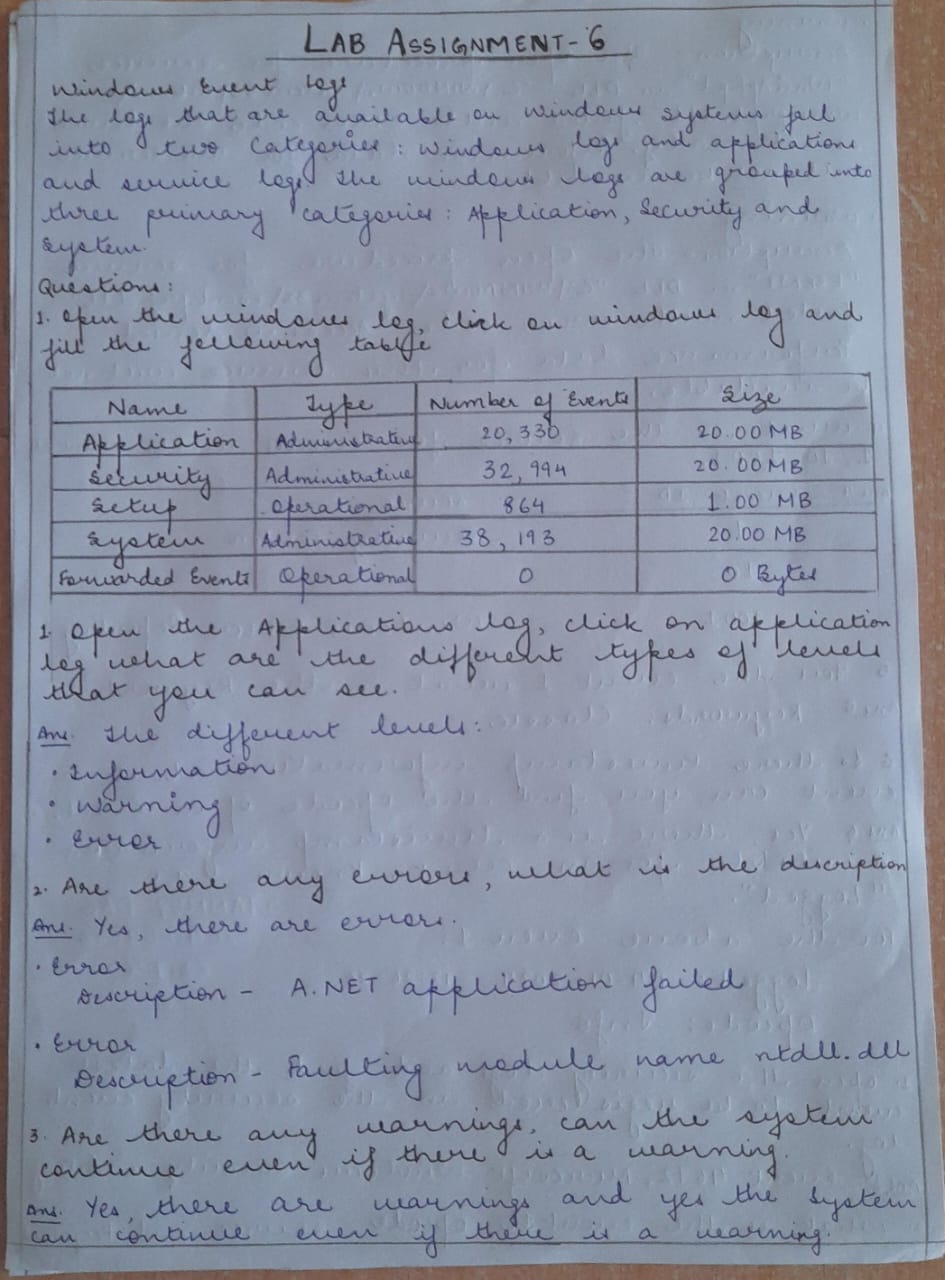 LAB ASSIGNMENT-6
Windows Event Logs
The logs that are available on windows systems fall
into two Categories : Windows logs and applications
and service logs. The windows logs are grouped into
three primary categories: Application, Security and
System.
Questions:
1. Open the windows log, click on windows log and
fill the following table
Name Type Number of Events Size
Application Administrative 20,330 20.00 MB
Security Administrative 32,994 20.00 MB
Setup Operational 864 1.00 MB
System Administrative 38,193 20.00 MB
Forwarded Events Operational 0 0 Bytes
1. Open the Applications log, click on application
log what are the different types of levels
that you can see.
Ans. The different levels:
• Information
• Warning
• Error
2. Are there any errors, what is the description
Ans. Yes, there are errors.
• Error
Description - A.NET application failed
• Error
Description - Faulting module name ntdll.dll
3. Are there any warnings, can the system
continue even if there is a warning.
Ans. Yes, there are warnings and yes the system
can continue even if there is a warning.